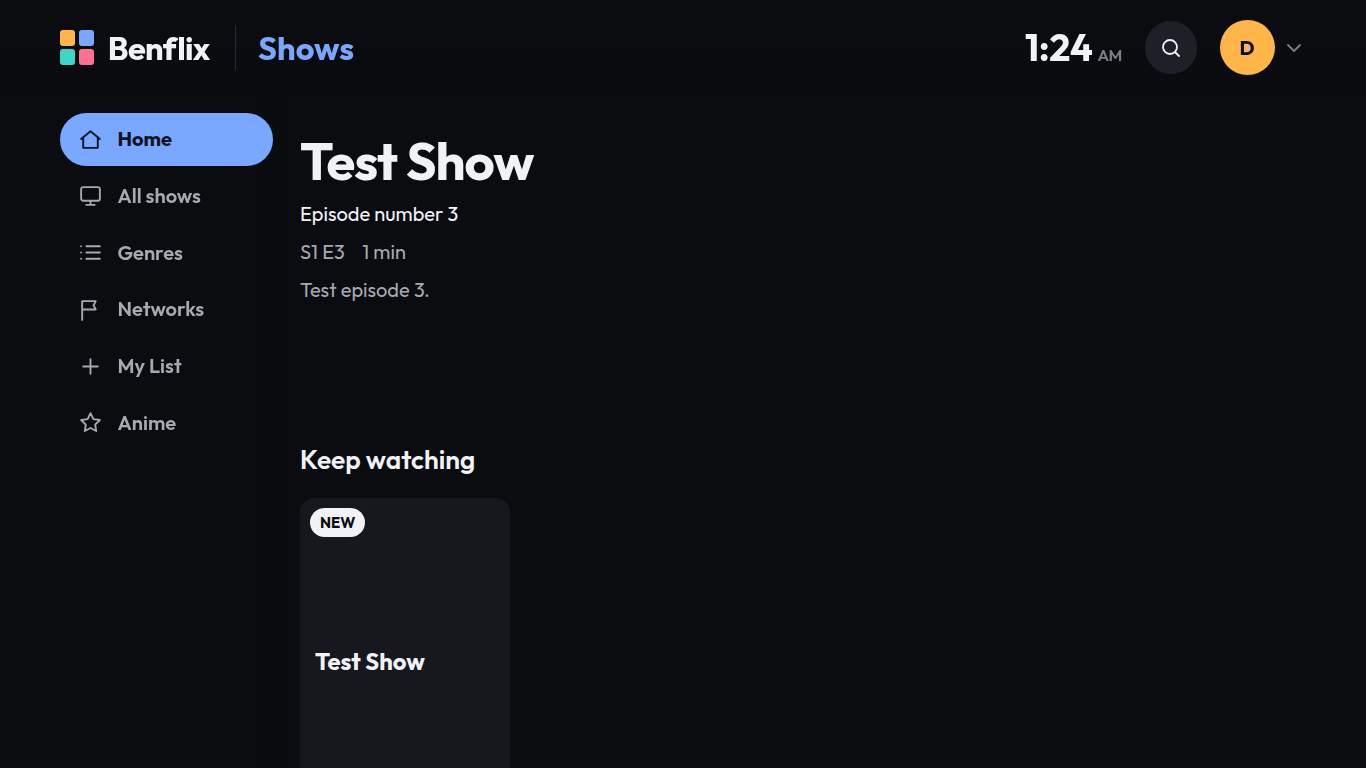 Benflix
Shows
1:24 AM
D
Home
All shows
Genres
Networks
My List
Anime
Test Show
Episode number 3
S1 E3 1 min
Test episode 3.
Keep watching
NEW
Test Show